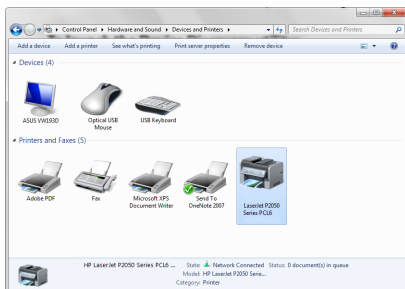 Control Panel ▸ Hardware and Sound ▸ Devices and Printers ▸
Search Devices and Printers
Add a device Add a printer See what's printing Print server properties Remove device
Devices (4)
ASUS VW193D
Optical USB
Mouse
USB Keyboard
Printers and Faxes (5)
Adobe PDF
Fax
Microsoft XPS
Document Writer
Send To
OneNote 2007
LaserJet P2050
Series PCL6
HP LaserJet P2050 Series PCL6 ...
State: Network Connected
Status: 0 document(s) in queue
Model: HP LaserJet P2050 Serie...
Category: Printer